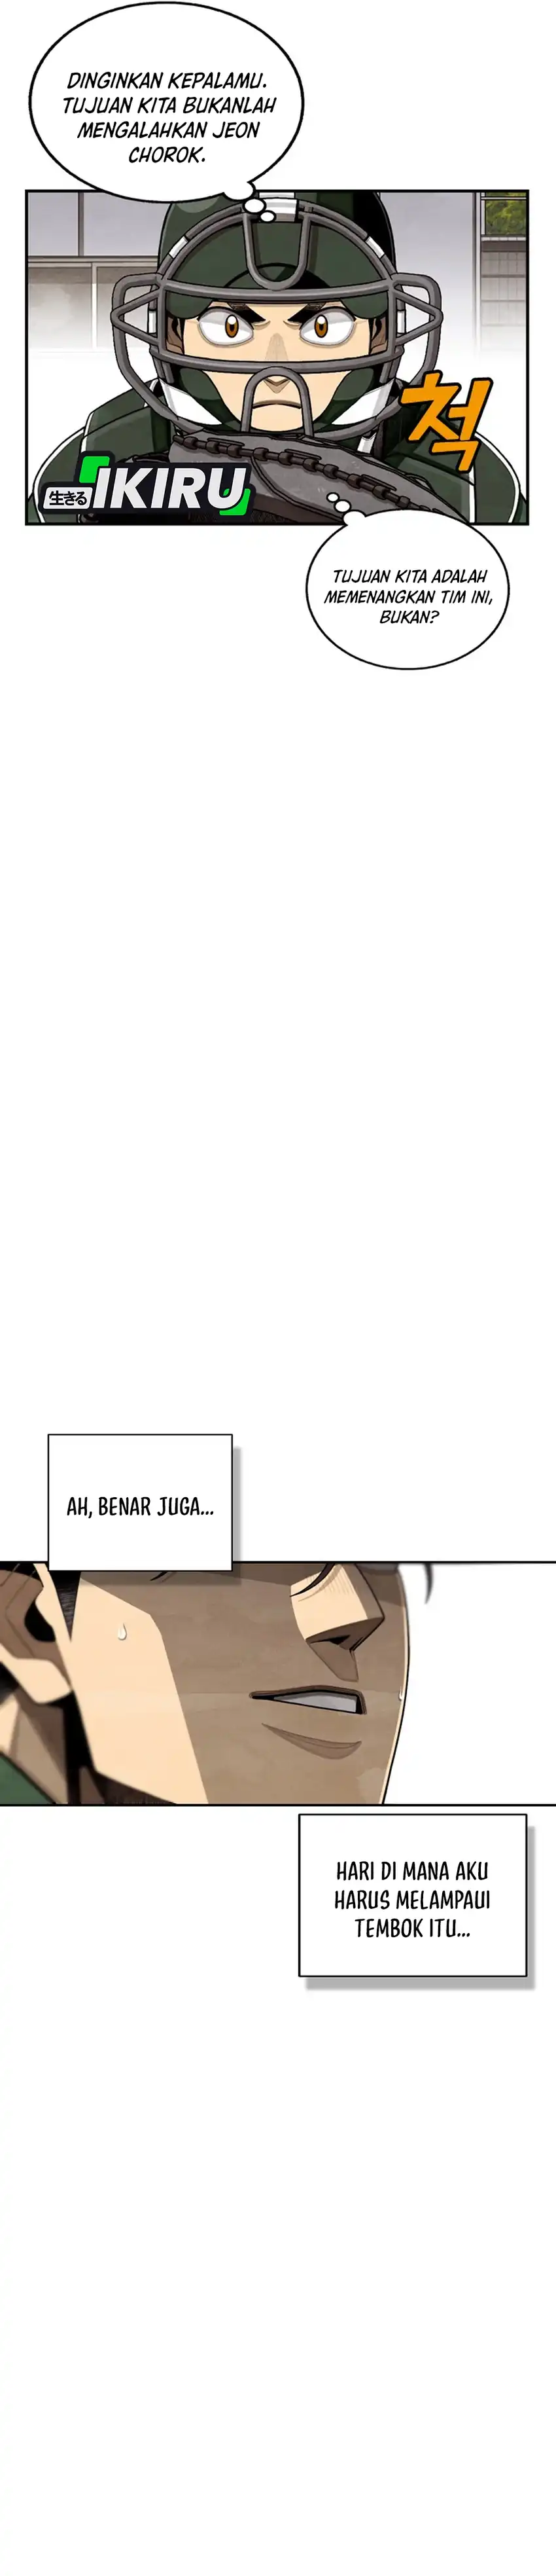 DINGINKAN KEPALAMU.
TUJUAN KITA BUKANLAH
MENGALAHKAN JEON
CHOROK.
척
生きる IKIRU
TUJUAN KITA ADALAH
MEMENANGKAN TIM INI,
BUKAN?
AH, BENAR JUGA...
HARI DI MANA AKU
HARUS MELAMPAUI
TEMBOK ITU...